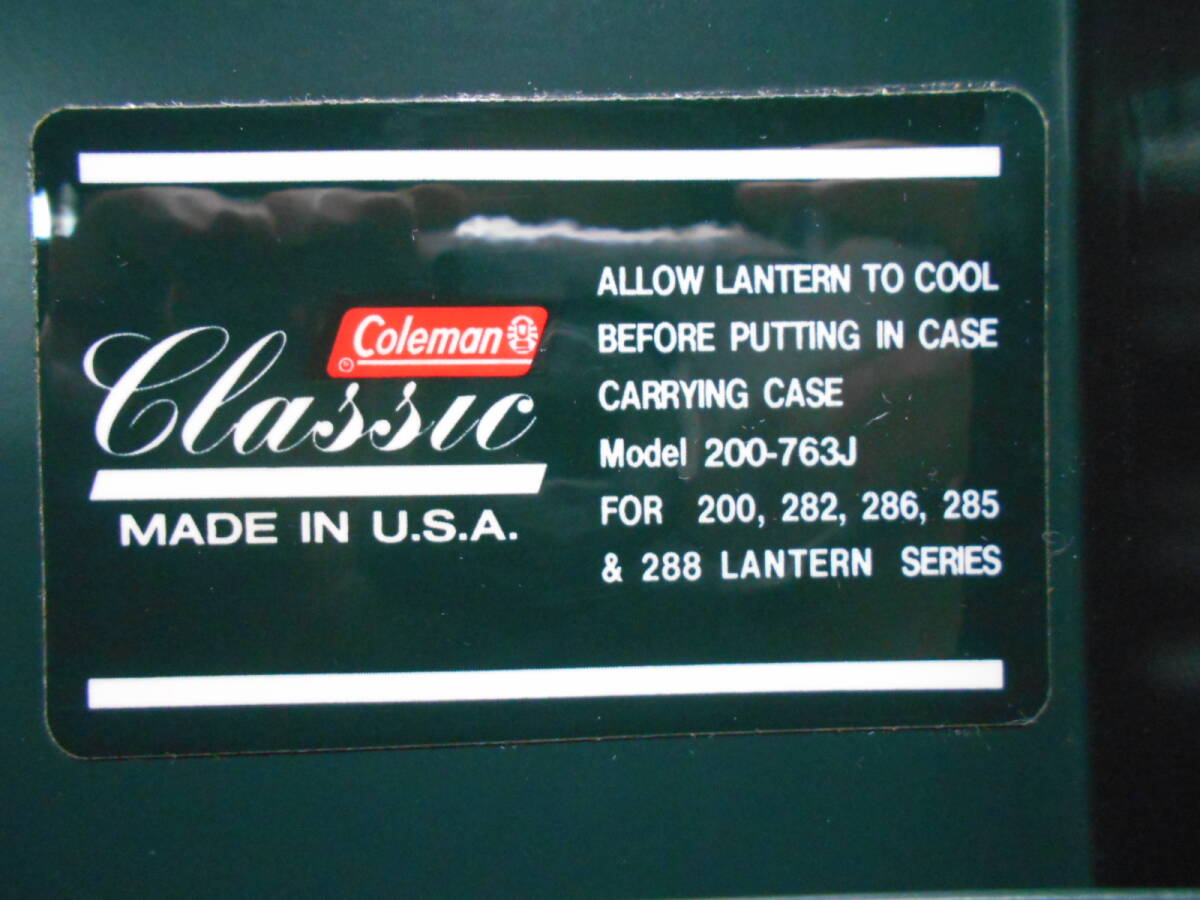 Coleman
Classic
MADE IN U.S.A.
ALLOW LANTERN TO COOL
BEFORE PUTTING IN CASE
CARRYING CASE
Model 200-763J
FOR 200, 282, 286, 285
& 288 LANTERN SERIES